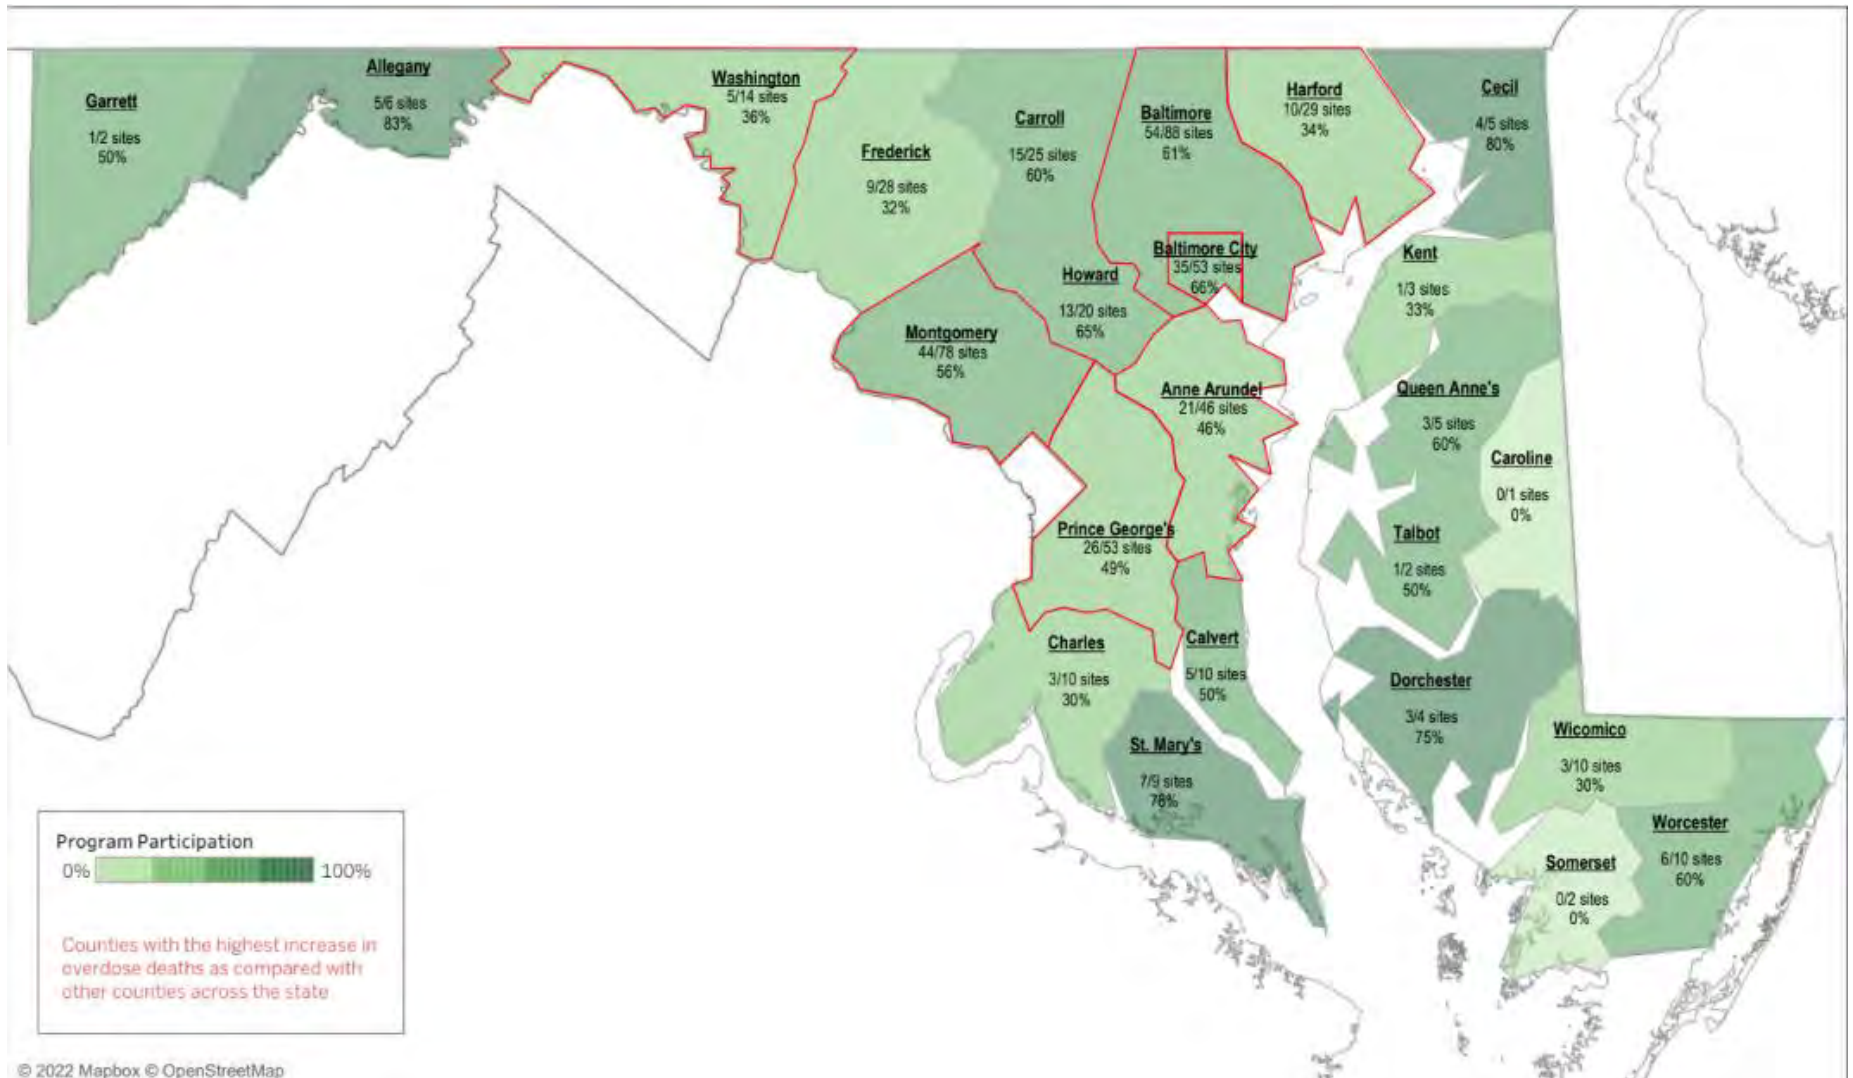 Garrett
1/2 sites
50%
Allegany
5/6 sites
83%
Washington
5/14 sites
36%
Frederick
9/28 sites
32%
Carroll
15/25 sites
60%
Baltimore
54/88 sites
61%
Harford
10/29 sites
34%
Cecil
4/5 sites
80%
Baltimore City
35/53 sites
66%
Howard
13/20 sites
65%
Kent
1/3 sites
33%
Montgomery
44/78 sites
56%
Anne Arundel
21/46 sites
46%
Queen Anne's
3/5 sites
60%
Caroline
0/1 sites
0%
Prince George's
26/53 sites
49%
Talbot
1/2 sites
50%
Charles
3/10 sites
30%
Calvert
5/10 sites
50%
Dorchester
3/4 sites
75%
St. Mary's
7/9 sites
78%
Wicomico
3/10 sites
30%
Worcester
6/10 sites
60%
Somerset
0/2 sites
0%
Program Participation
0% 100%
Counties with the highest increase in
overdose deaths as compared with
other counties across the state
© 2022 Mapbox © OpenStreetMap